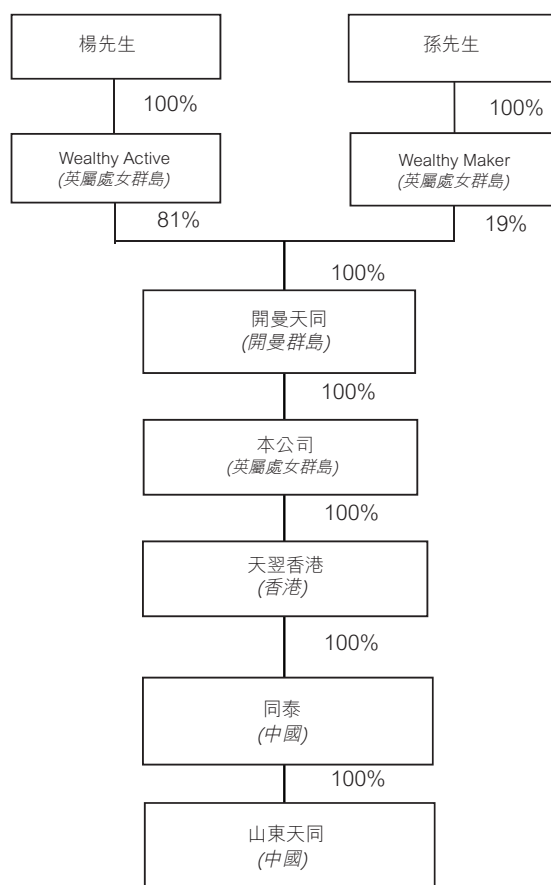 楊先生
孫先生
100%
100%
Wealthy Active
(英屬處女群島)
Wealthy Maker
(英屬處女群島)
81%
19%
100%
開曼天同
(開曼群島)
100%
本公司
(英屬處女群島)
100%
天翌香港
(香港)
100%
同泰
(中國)
100%
山東天同
(中國)